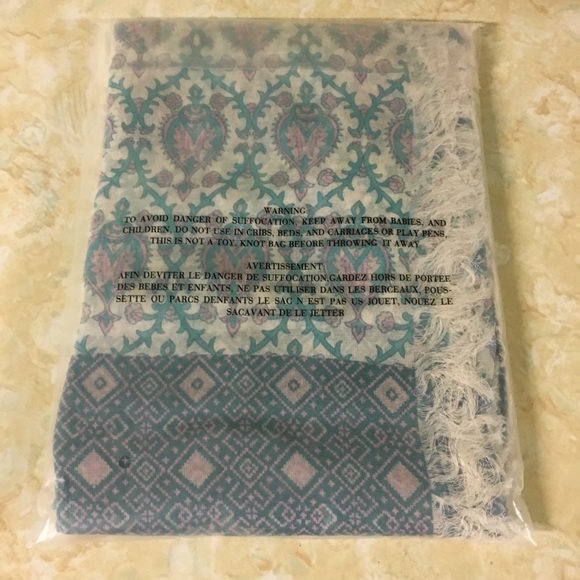 WARNING:
TO AVOID DANGER OF SUFFOCATION, KEEP AWAY FROM BABIES, AND
CHILDREN, DO NOT USE IN CRIBS, BEDS, AND CARRIAGES OR PLAY PENS,
THIS IS NOT A TOY, KNOT BAG BEFORE THROWING IT AWAY
AVERTISSEMENT:
AFIN DEVITER LE DANGER DE SUFFOCATION,GARDEZ HORS DE PORTEE
DES BEBES ET ENFANTS, NE PAS UTILISER DANS LES BERCEAUX, POUS-
SETTE OU PARCS DENFANTS LE SAC N EST PAS US JOUET, NOUEZ LE
SACAVANT DE LE JETTER